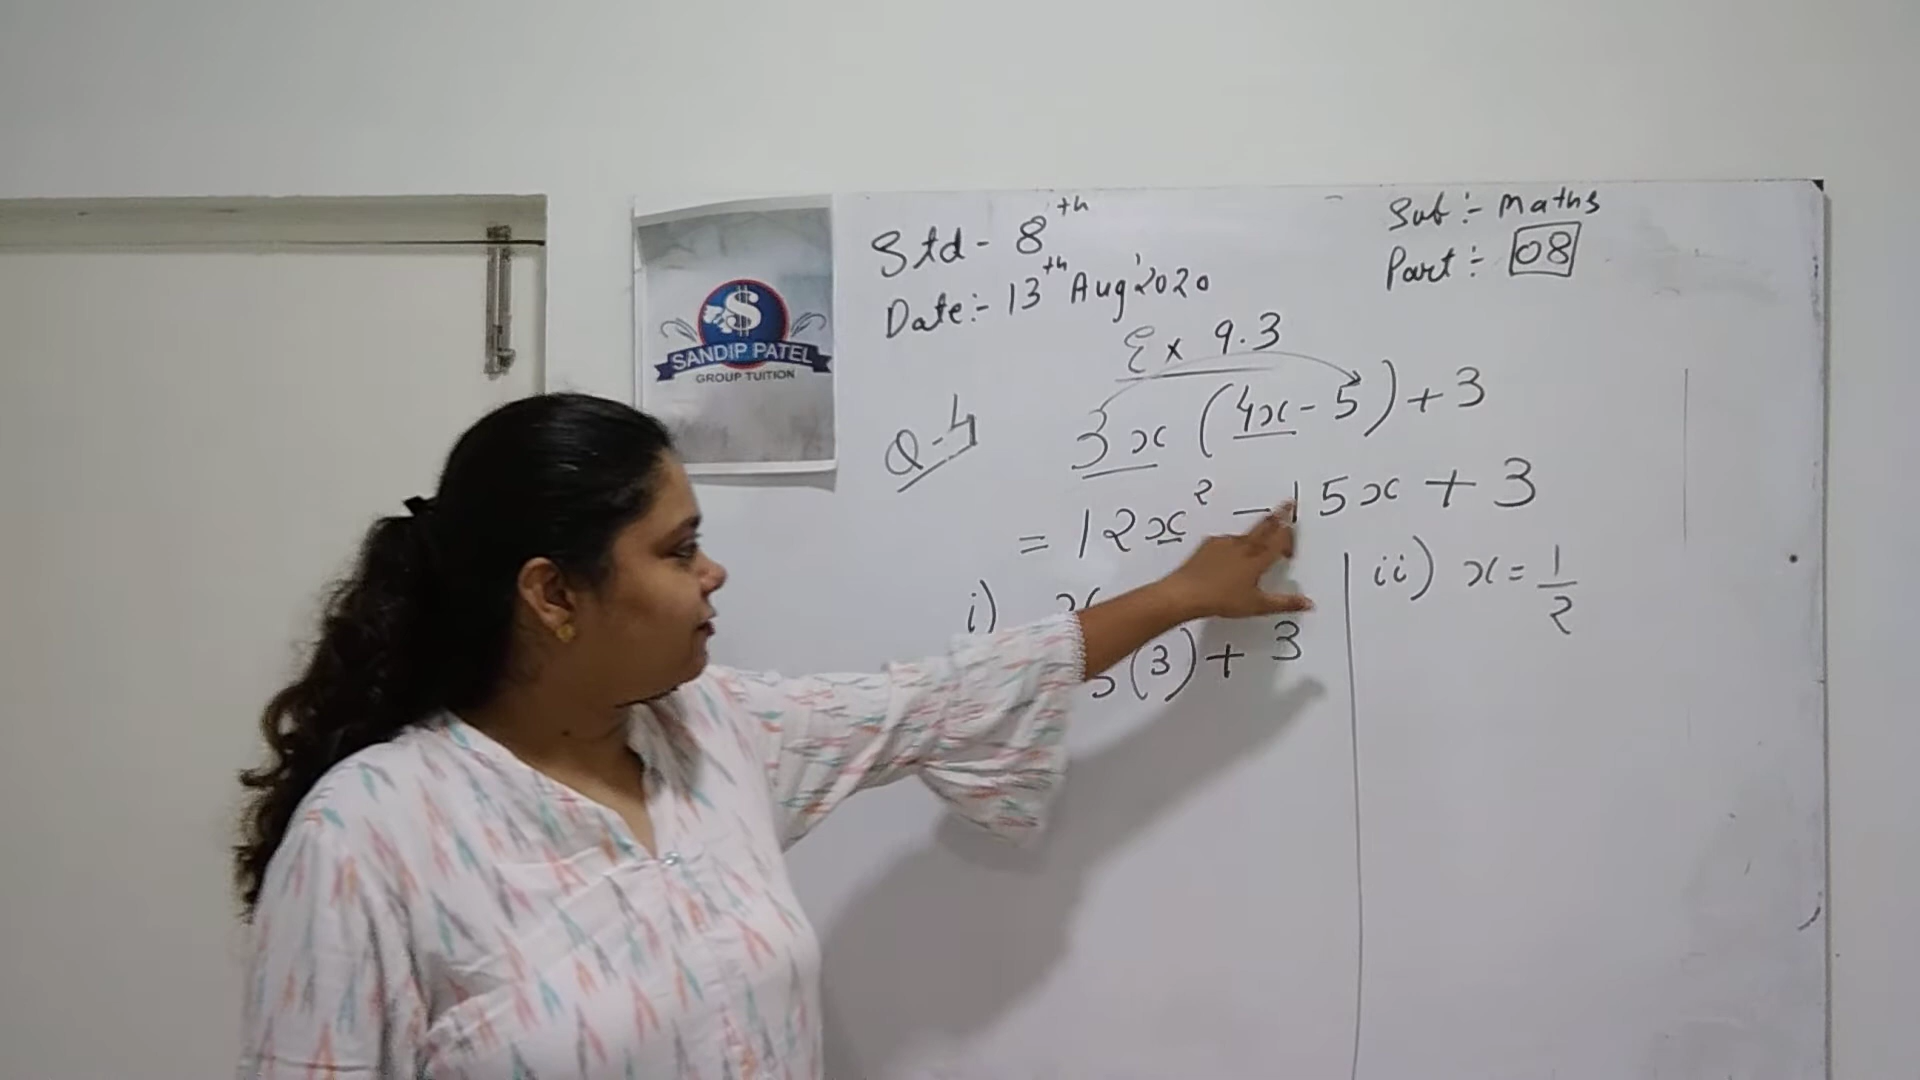 $
SANDIP PATEL
GROUP TUITION
Std - 8th
Sub :- Maths
Date :- 13th Aug'2020
Part :- 08
Ex 9.3
Q-4
3x (4x - 5) + 3
= 12x² - 15x + 3
i)
ii) x = 1/2
(3) + 3